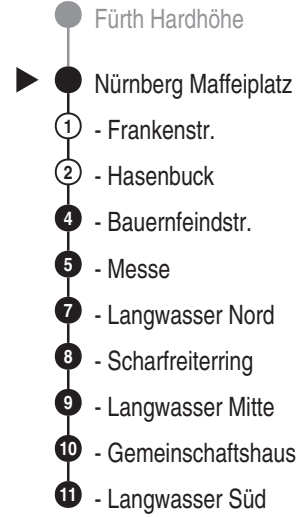 Fürth Hardhöhe
Nürnberg Maffeiplatz
1 - Frankenstr.
2 - Hasenbuck
4 - Bauernfeindstr.
5 - Messe
7 - Langwasser Nord
8 - Scharfreiterring
9 - Langwasser Mitte
10 - Gemeinschaftshaus
11 - Langwasser Süd